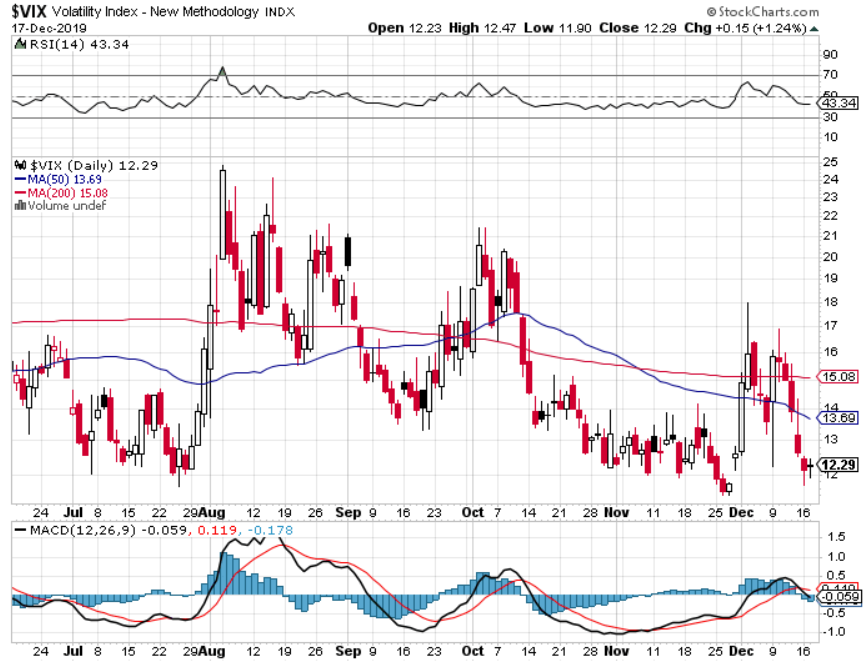 $VIX Volatility Index - New Methodology INDX © StockCharts.com
17-Dec-2019 Open 12.23 High 12.47 Low 11.90 Close 12.29 Chg +0.15 (+1.24%)
RSI(14) 43.34
90
70
50
43.34
30
10
$VIX (Daily) 12.29
MA(50) 13.69
MA(200) 15.08
Volume undef
25
24
23
22
21
20
19
18
17
16
15.08
14
13.69
13
12.29
12
24 Jul 8 15 22 29 Aug 12 19 26 Sep 9 16 23 Oct 7 14 21 28 Nov 11 18 25 Dec 9 16
MACD(12,26,9) -0.059, 0.119, -0.178
1.5
1.0
0.5
-0.059
-0.5
-1.0
24 Jul 8 15 22 29 Aug 12 19 26 Sep 9 16 23 Oct 7 14 21 28 Nov 11 18 25 Dec 9 16